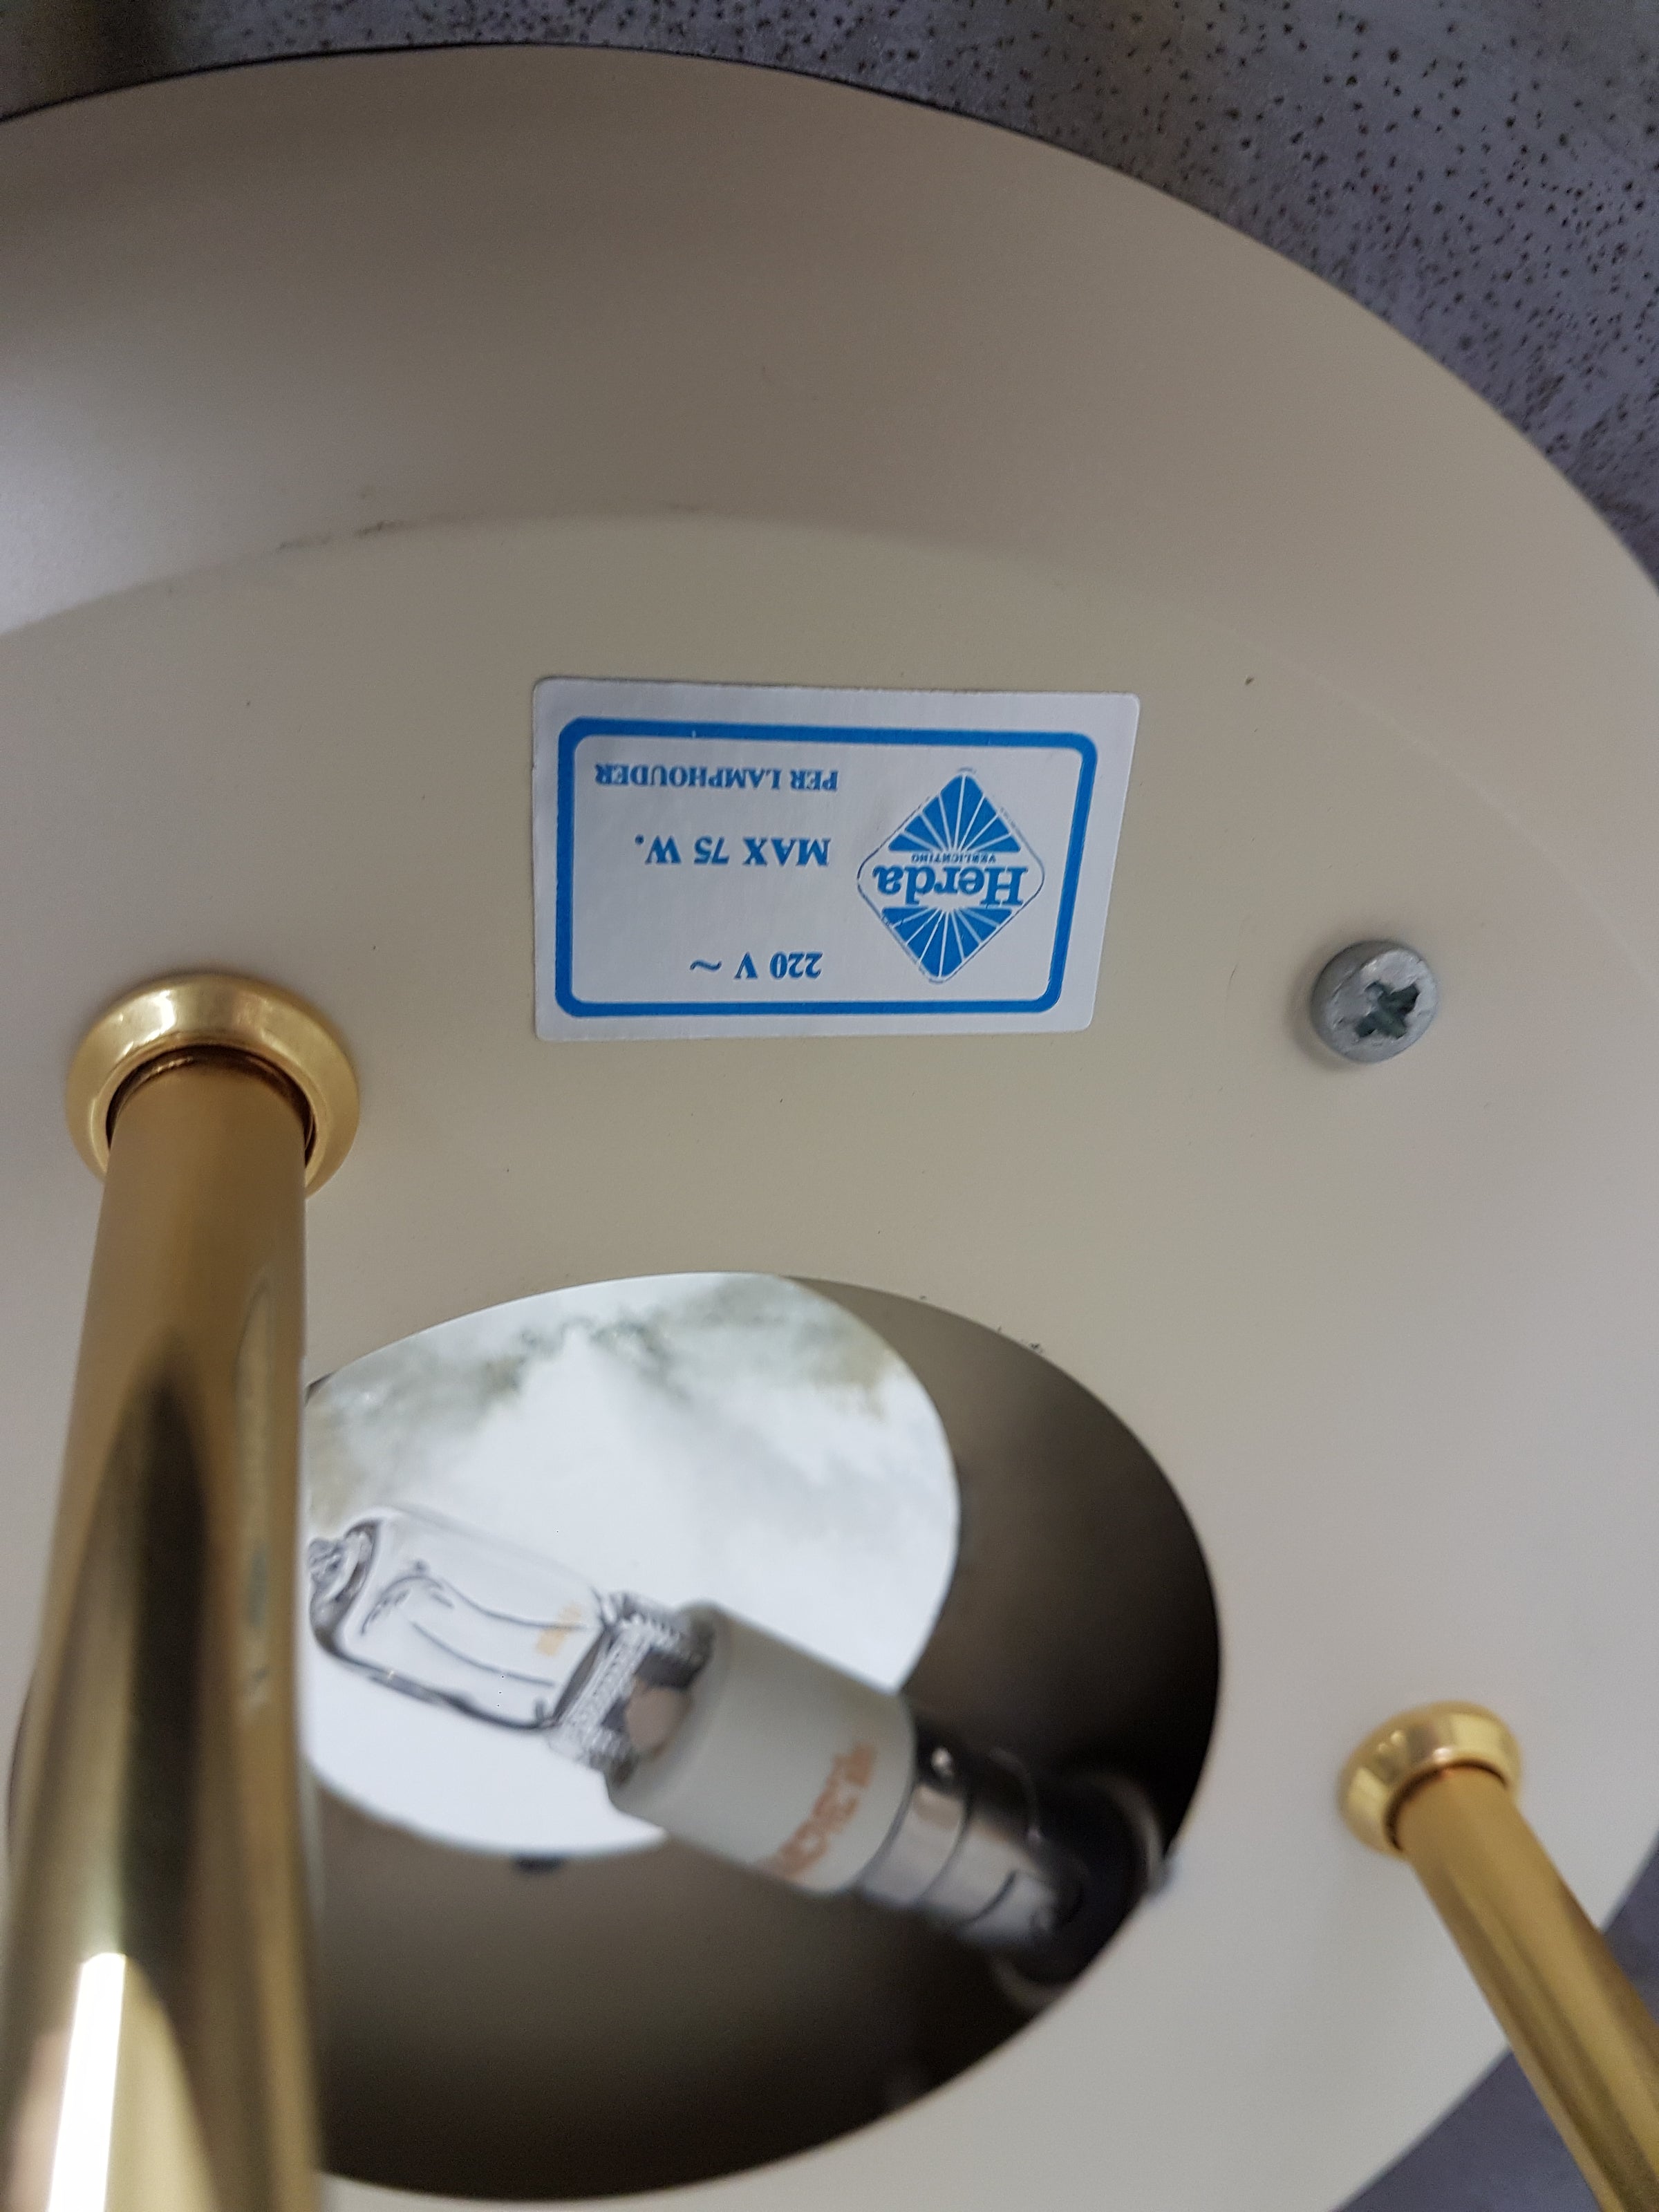 Herda
VERLICHTING
220 V ~
MAX 75 W.
PER LAMPHOUDER